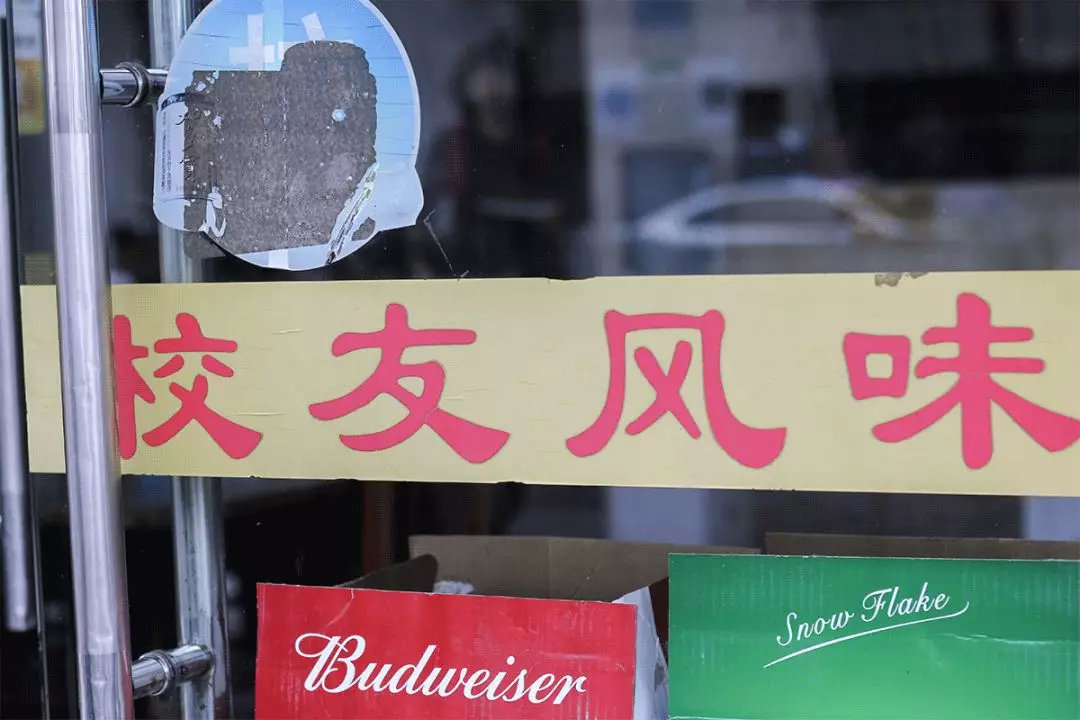 校友风味
Budweiser
Snow Flake